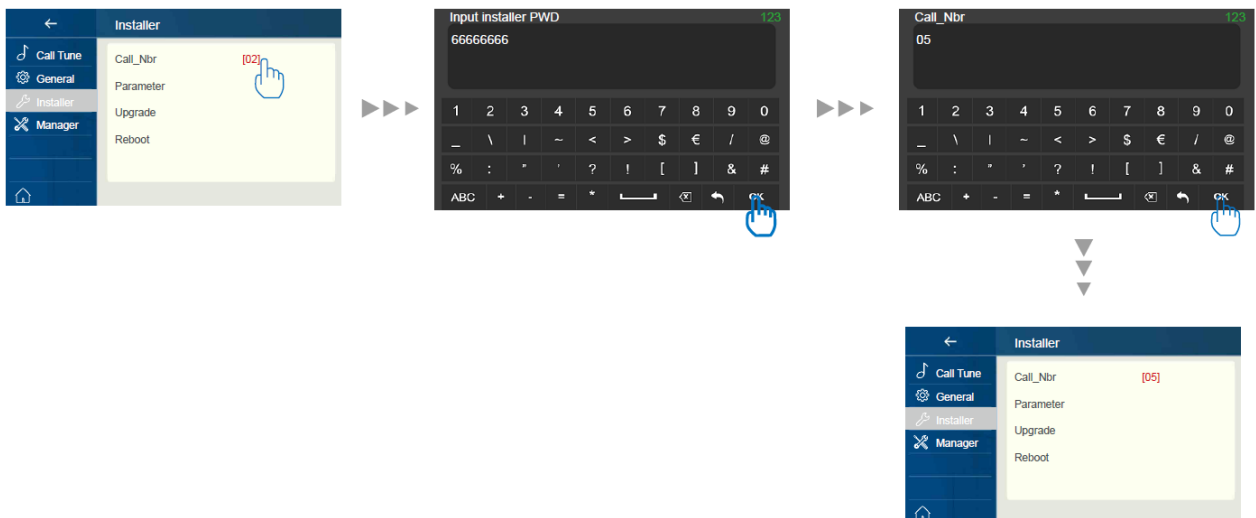 Installer
Call Tune
General
Installer
Manager
Call_Nbr [02]
Parameter
Upgrade
Reboot
Input installer PWD 123
66666666
1 2 3 4 5 6 7 8 9 0
_ \ | ~ < > $ € / @
% : " ' ? ! [ ] & #
ABC + - = * OK
Call_Nbr 123
05
1 2 3 4 5 6 7 8 9 0
_ \ | ~ < > $ € / @
% : " ' ? ! [ ] & #
ABC + - = * OK
Installer
Call Tune
General
Installer
Manager
Call_Nbr [05]
Parameter
Upgrade
Reboot